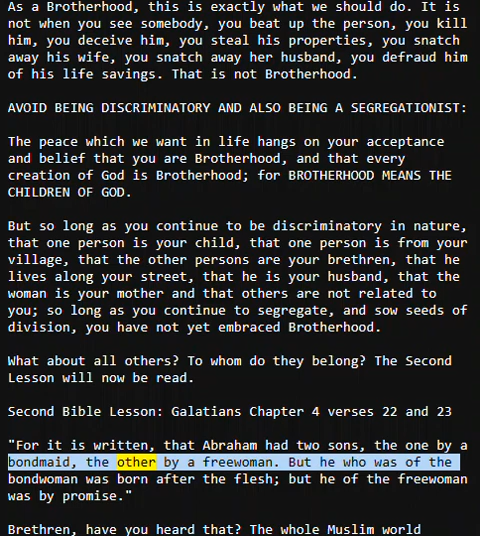 As a Brotherhood, this is exactly what we should do. It is
not when you see somebody, you beat up the person, you kill
him, you deceive him, you steal his properties, you snatch
away his wife, you snatch away her husband, you defraud him
of his life savings. That is not Brotherhood.
AVOID BEING DISCRIMINATORY AND ALSO BEING A SEGREGATIONIST:
The peace which we want in life hangs on your acceptance
and belief that you are Brotherhood, and that every
creation of God is Brotherhood; for BROTHERHOOD MEANS THE
CHILDREN OF GOD.
But so long as you continue to be discriminatory in nature,
that one person is your child, that one person is from your
village, that the other persons are your brethren, that he
lives along your street, that he is your husband, that the
woman is your mother and that others are not related to
you; so long as you continue to segregate, and sow seeds of
division, you have not yet embraced Brotherhood.
What about all others? To whom do they belong? The Second
Lesson will now be read.
Second Bible Lesson: Galatians Chapter 4 verses 22 and 23
"For it is written, that Abraham had two sons, the one by a
bondmaid, the other by a freewoman. But he who was of the
bondwoman was born after the flesh; but he of the freewoman
was by promise."
Brethren, have you heard that? The whole Muslim world